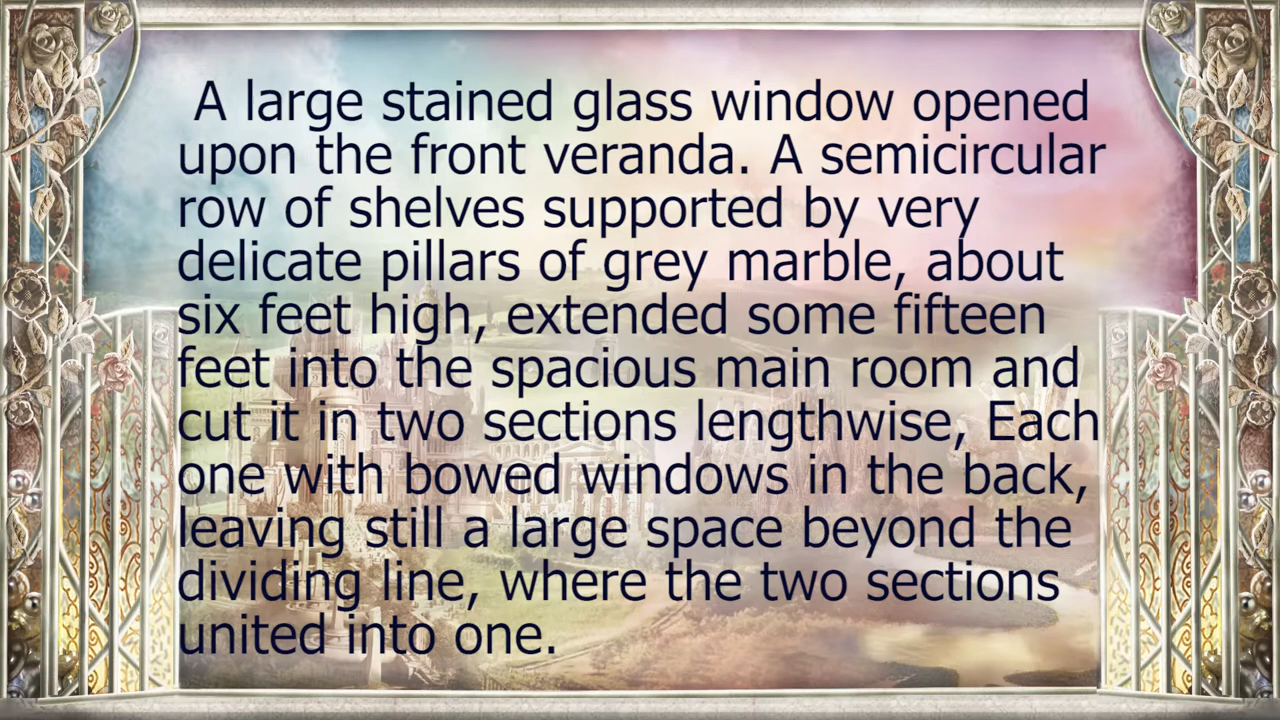 A large stained glass window opened
upon the front veranda. A semicircular
row of shelves supported by very
delicate pillars of grey marble, about
six feet high, extended some fifteen
feet into the spacious main room and
cut it in two sections lengthwise, Each
one with bowed windows in the back,
leaving still a large space beyond the
dividing line, where the two sections
united into one.